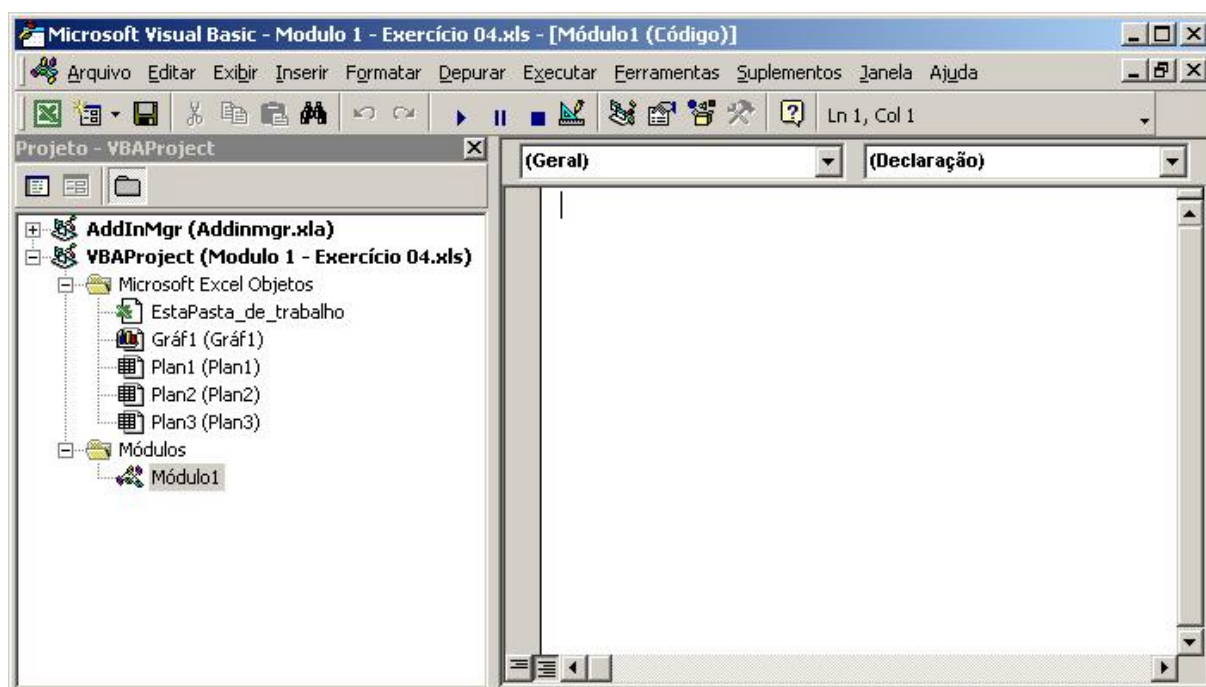 Microsoft Visual Basic - Modulo 1 - Exercício 04.xls - [Módulo1 (Código)]
Arquivo Editar Exibir Inserir Formatar Depurar Executar Ferramentas Suplementos Janela Ajuda
Ln 1, Col 1
Projeto - VBAProject
(Geral) (Declaração)
AddInMgr (Addinmgr.xla)
VBAProject (Modulo 1 - Exercício 04.xls)
Microsoft Excel Objetos
EstaPasta_de_trabalho
Gráf1 (Gráf1)
Plan1 (Plan1)
Plan2 (Plan2)
Plan3 (Plan3)
Módulos
Módulo1